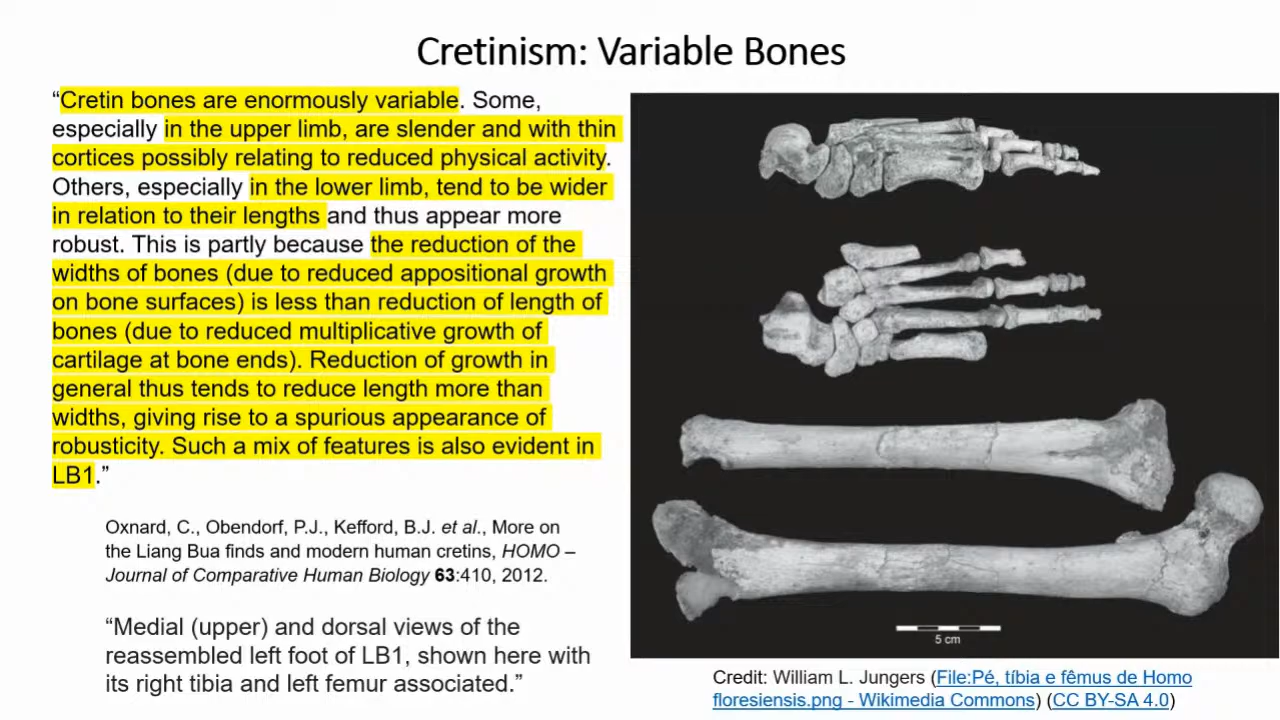 Cretinism: Variable Bones
“Cretin bones are enormously variable. Some,
especially in the upper limb, are slender and with thin
cortices possibly relating to reduced physical activity.
Others, especially in the lower limb, tend to be wider
in relation to their lengths and thus appear more
robust. This is partly because the reduction of the
widths of bones (due to reduced appositional growth
on bone surfaces) is less than reduction of length of
bones (due to reduced multiplicative growth of
cartilage at bone ends). Reduction of growth in
general thus tends to reduce length more than
widths, giving rise to a spurious appearance of
robusticity. Such a mix of features is also evident in
LB1.”
Oxnard, C., Obendorf, P.J., Kefford, B.J. et al., More on
the Liang Bua finds and modern human cretins, HOMO –
Journal of Comparative Human Biology 63:410, 2012.
“Medial (upper) and dorsal views of the
reassembled left foot of LB1, shown here with
its right tibia and left femur associated.”
5 cm
Credit: William L. Jungers (File:Pé, tíbia e fêmus de Homo
floresiensis.png - Wikimedia Commons) (CC BY-SA 4.0)